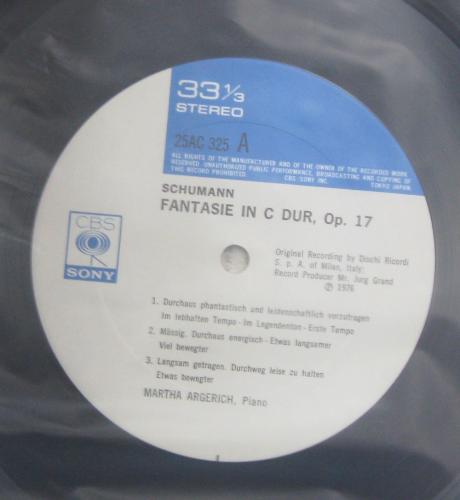 33 1/3
STEREO
25AC 325 A
ALL RIGHTS OF THE MANUFACTURER AND OF THE OWNER OF THE RECORDED WORK
RESERVED. UNAUTHORIZED PUBLIC PERFORMANCE, BROADCASTING AND COPYING OF
THIS RECORD PROHIBITED. CBS/SONY INC. TOKYO JAPAN
SCHUMANN
FANTASIE IN C DUR, Op. 17
CBS
SONY
Original Recording by Dischi Ricordi
S. p. A. of Milan, Italy:
Record Producer Mr. Jurg Grand
℗ 1976
1. Durchaus phantastisch und leidenschaftlich vorzutragen
Im lebhaften Tempo - Im Legendenton - Erste Tempo
2. Mässig. Durchaus energisch - Etwas langsamer
Viel bewegter
3. Langsam getragen. Durchweg leise zu halten
Etwas bewegter
MARTHA ARGERICH, Piano